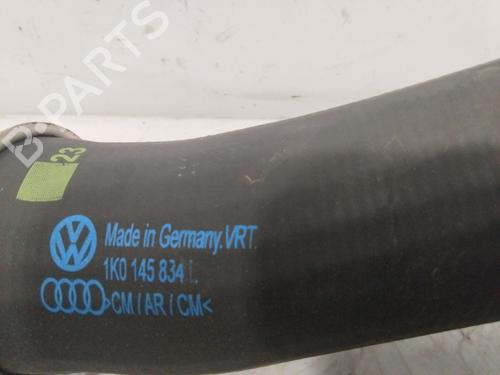 B-PARTS
23
Made in Germany.VRT.
1K0 145 834 L
>CM/AR/CM<